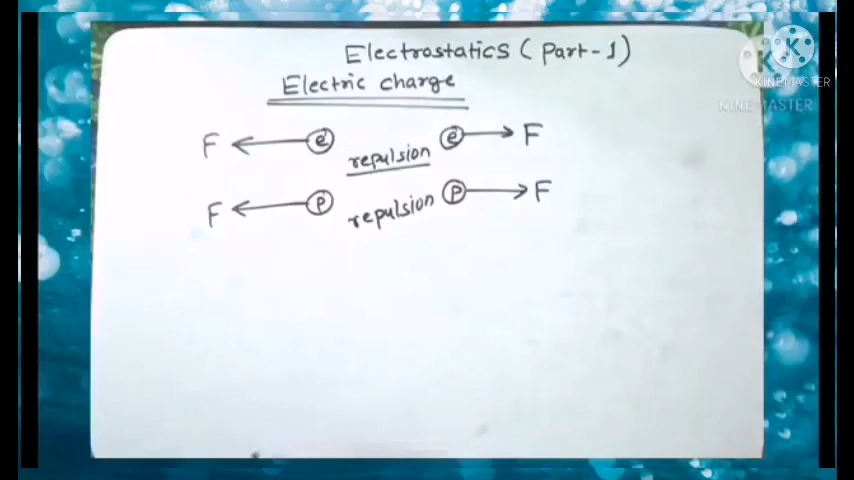 Electrostatics (Part-1)
Electric charge
F e repulsion e F
F P repulsion P F
K KINEMASTER
K KINEMASTER